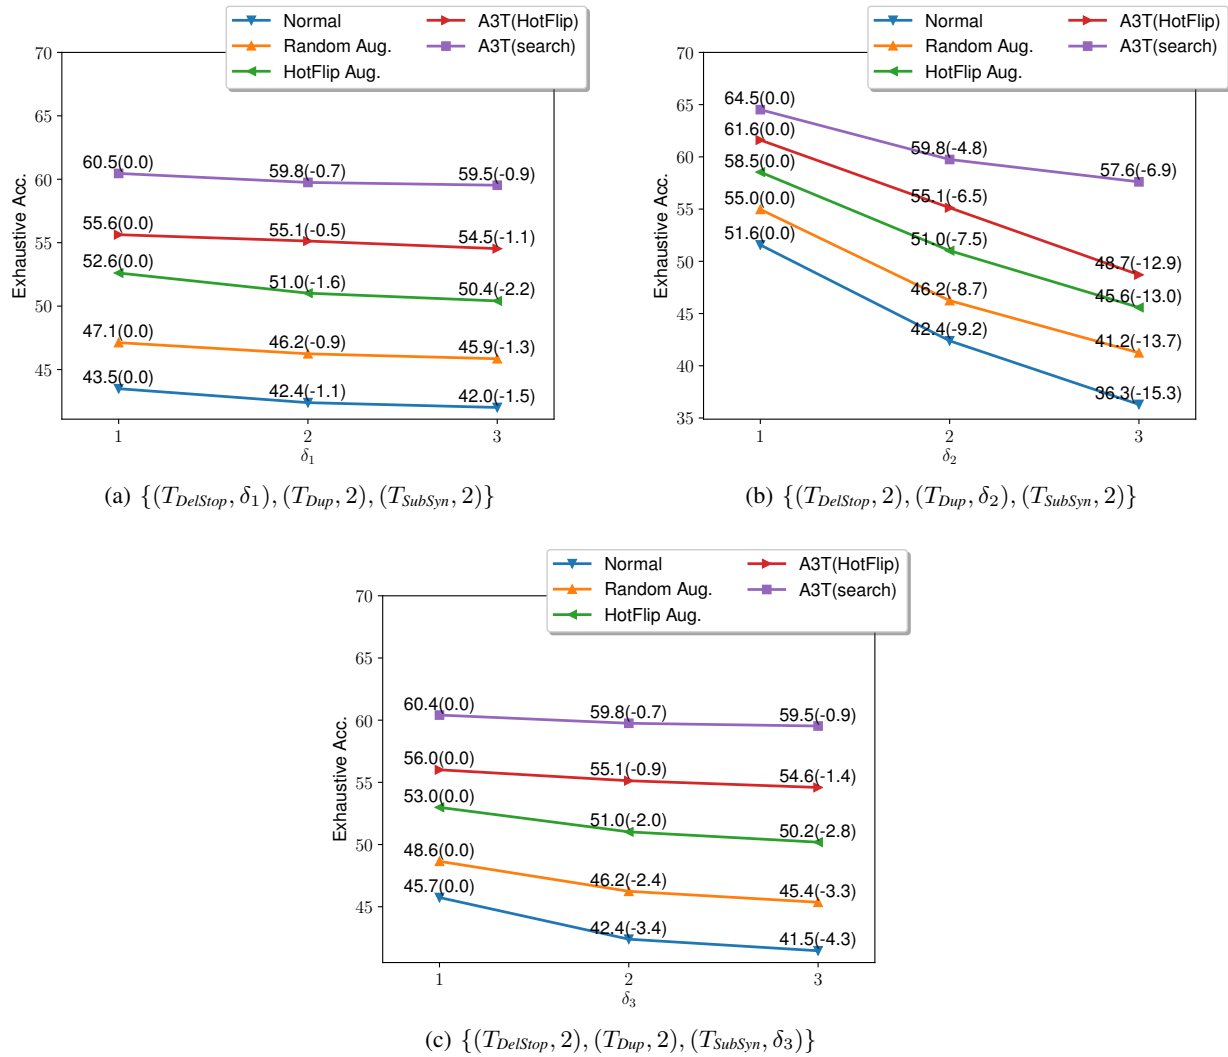 Normal
Random Aug.
HotFlip Aug.
A3T(HotFlip)
A3T(search)
70
65
60
55
50
45
Exhaustive Acc.
60.5(0.0) 59.8(-0.7) 59.5(-0.9)
55.6(0.0) 55.1(-0.5) 54.5(-1.1)
52.6(0.0) 51.0(-1.6) 50.4(-2.2)
47.1(0.0) 46.2(-0.9) 45.9(-1.3)
43.5(0.0) 42.4(-1.1) 42.0(-1.5)
1 2 3
δ1
(a) {(T_DelStop, δ1), (T_Dup, 2), (T_SubSyn, 2)}
Normal
Random Aug.
HotFlip Aug.
A3T(HotFlip)
A3T(search)
70
65
60
55
50
45
40
35
Exhaustive Acc.
64.5(0.0) 59.8(-4.8) 57.6(-6.9)
61.6(0.0) 55.1(-6.5) 48.7(-12.9)
58.5(0.0) 51.0(-7.5) 45.6(-13.0)
55.0(0.0) 46.2(-8.7) 41.2(-13.7)
51.6(0.0) 42.4(-9.2) 36.3(-15.3)
1 2 3
δ2
(b) {(T_DelStop, 2), (T_Dup, δ2), (T_SubSyn, 2)}
Normal
Random Aug.
HotFlip Aug.
A3T(HotFlip)
A3T(search)
70
65
60
55
50
45
Exhaustive Acc.
60.4(0.0) 59.8(-0.7) 59.5(-0.9)
56.0(0.0) 55.1(-0.9) 54.6(-1.4)
53.0(0.0) 51.0(-2.0) 50.2(-2.8)
48.6(0.0) 46.2(-2.4) 45.4(-3.3)
45.7(0.0) 42.4(-3.4) 41.5(-4.3)
1 2 3
δ3
(c) {(T_DelStop, 2), (T_Dup, 2), (T_SubSyn, δ3)}